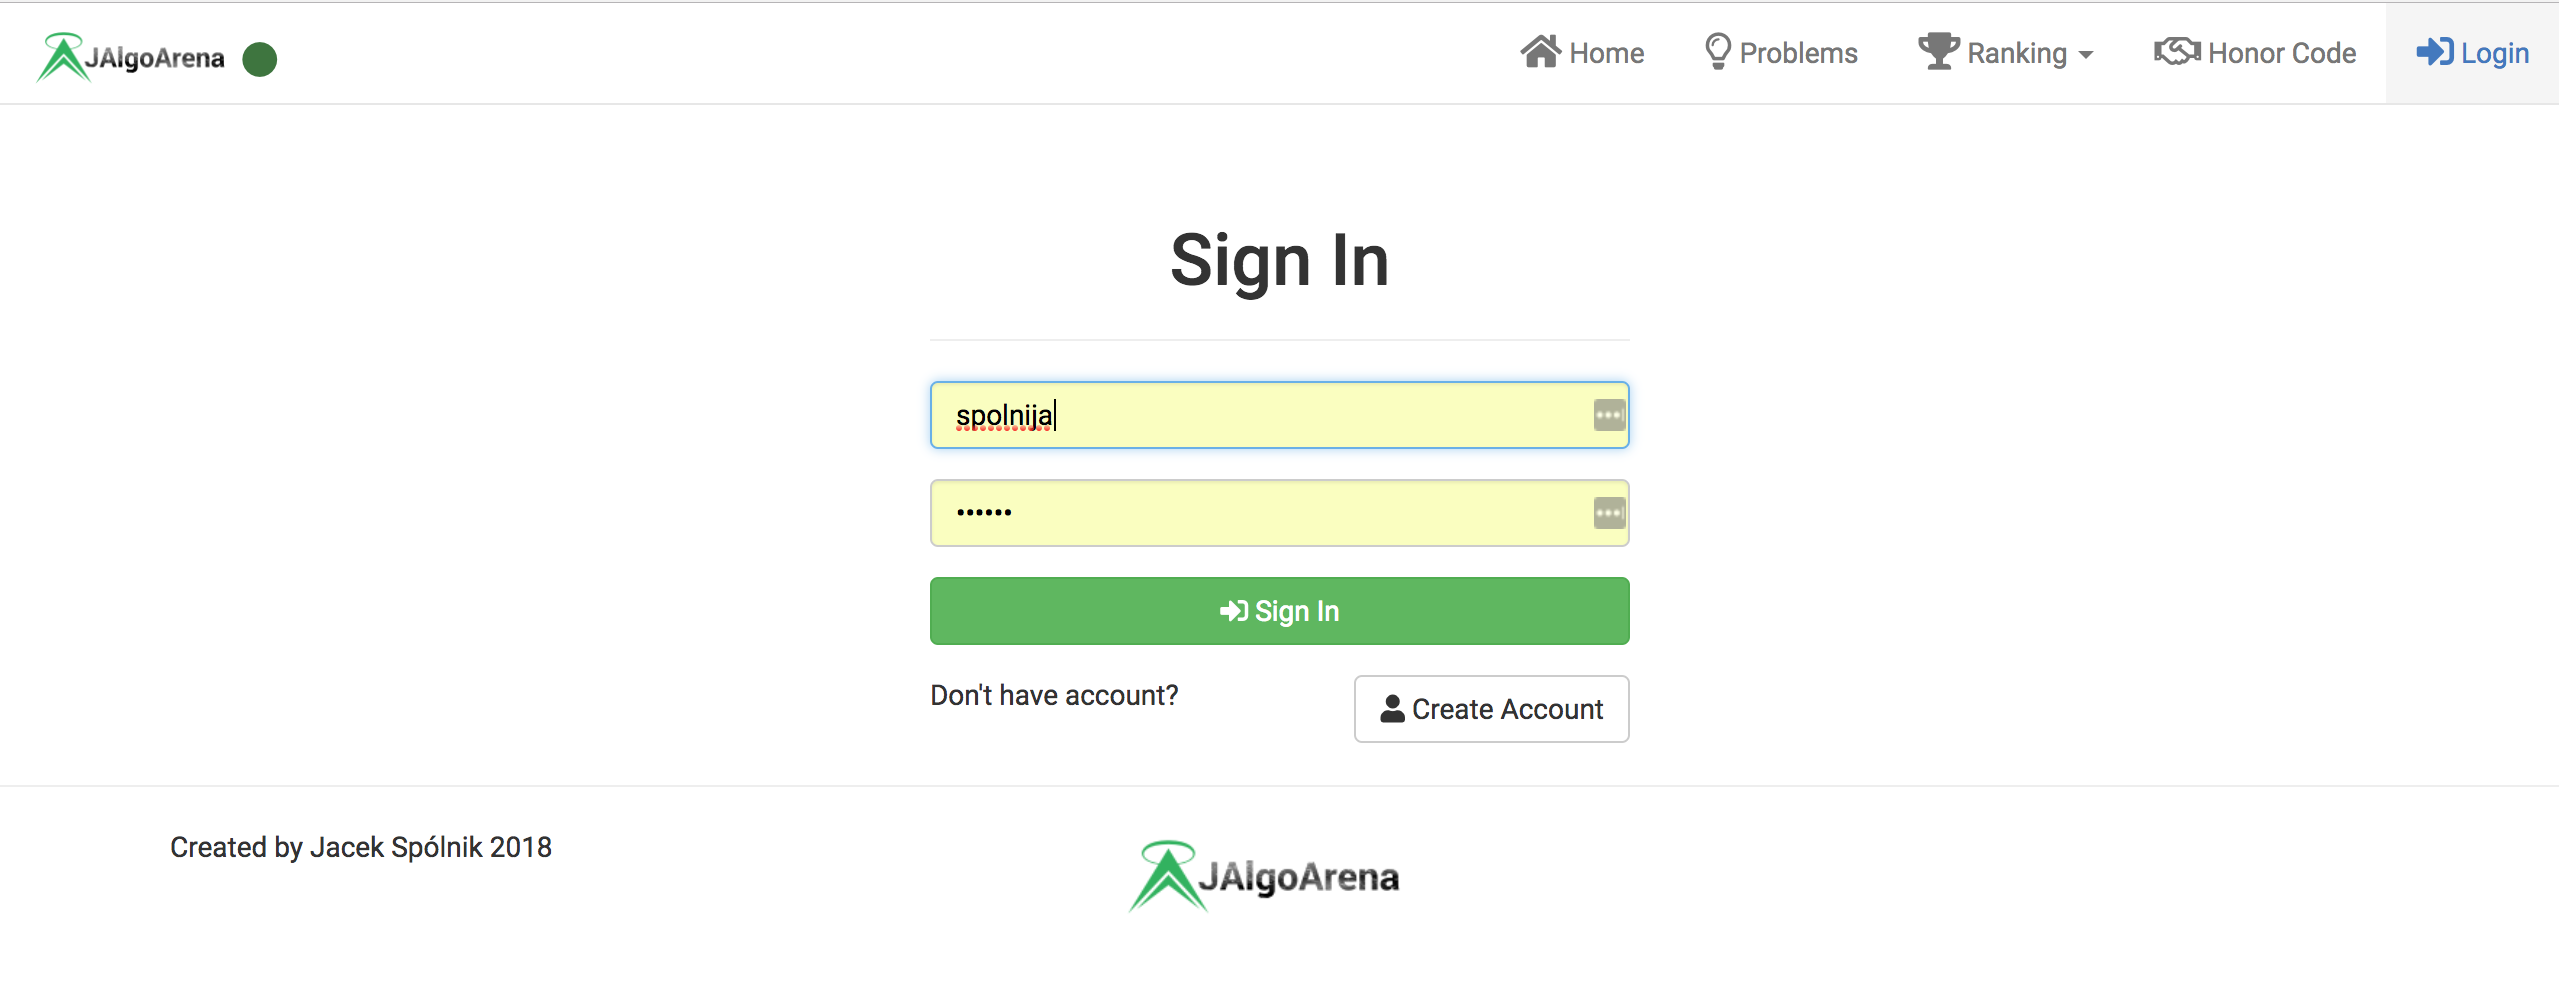 JAlgoArena
Home Problems Ranking Honor Code Login
Sign In
spolnija
••••••
Sign In
Don't have account? Create Account
Created by Jacek Spólnik 2018
JAlgoArena